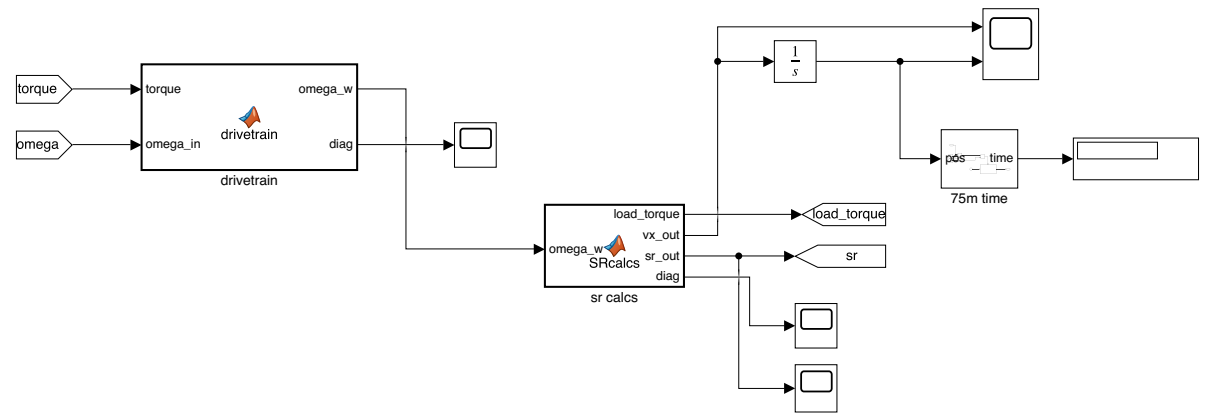 torque
omega
torque
omega_in
drivetrain
omega_w
diag
drivetrain
omega_w
SRcalcs
load_torque
vx_out
sr_out
diag
sr calcs
load_torque
sr
1
s
pos
time
75m time